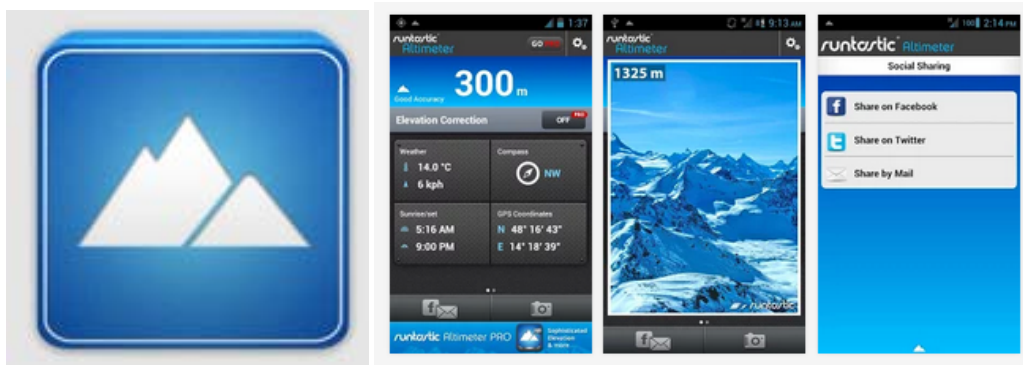 1:37
runtastic
Altimeter
GO PRO
300 m
Good Accuracy
Elevation Correction
OFF
PRO
Weather
14.0 °C
6 kph
Compass
NW
Sunrise/set
5:16 AM
9:00 PM
GPS Coordinates
N 48° 16' 43"
E 14° 18' 39"
runtastic Altimeter PRO
Sophisticated
Elevation
& more
9:13 AM
runtastic
Altimeter
1325 m
runtastic
100 2:14 PM
runtastic Altimeter
Social Sharing
Share on Facebook
Share on Twitter
Share by Mail